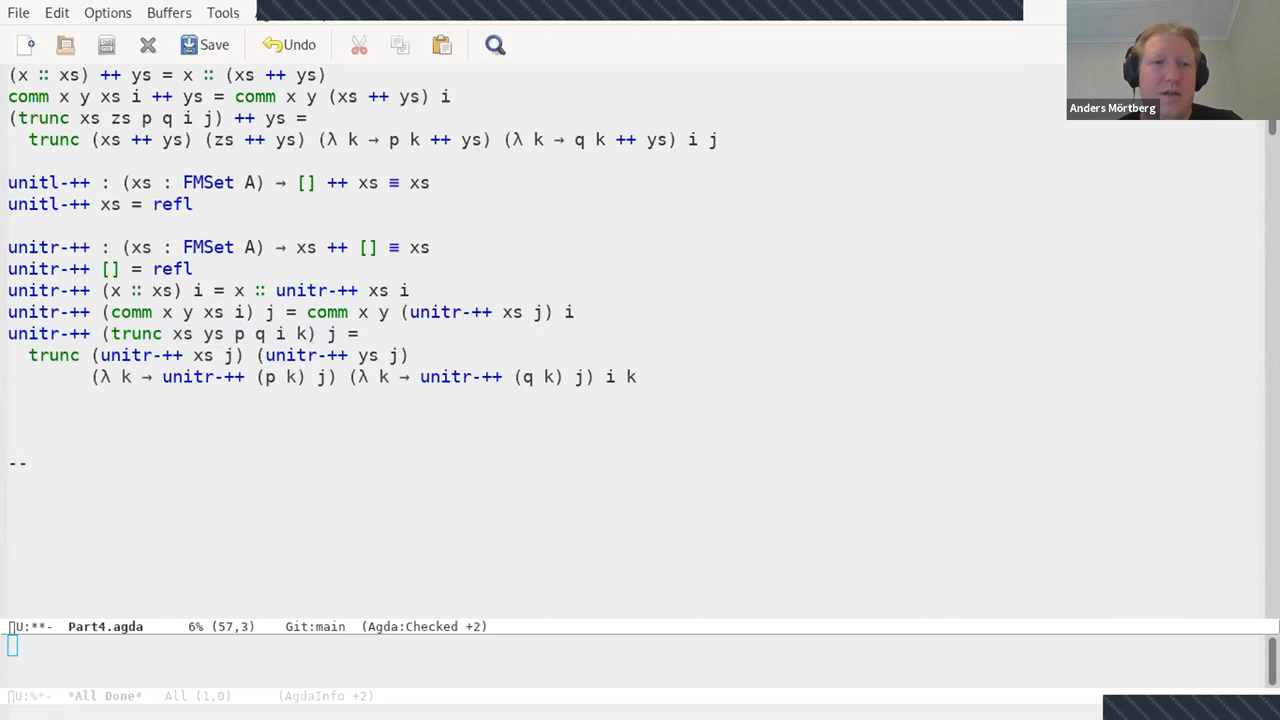 File Edit Options Buffers Tools
Save Undo
Anders Mörtberg
(x ∷ xs) ++ ys = x ∷ (xs ++ ys)
comm x y xs i ++ ys = comm x y (xs ++ ys) i
(trunc xs zs p q i j) ++ ys =
trunc (xs ++ ys) (zs ++ ys) (λ k → p k ++ ys) (λ k → q k ++ ys) i j
unitl-++ : (xs : FMSet A) → [] ++ xs ≡ xs
unitl-++ xs = refl
unitr-++ : (xs : FMSet A) → xs ++ [] ≡ xs
unitr-++ [] = refl
unitr-++ (x ∷ xs) i = x ∷ unitr-++ xs i
unitr-++ (comm x y xs i) j = comm x y (unitr-++ xs j) i
unitr-++ (trunc xs ys p q i k) j =
trunc (unitr-++ xs j) (unitr-++ ys j)
(λ k → unitr-++ (p k) j) (λ k → unitr-++ (q k) j) i k
--
U:**- Part4.agda 6% (57,3) Git:main (Agda:Checked +2)
U:%*- *All Done* All (1,0) (AgdaInfo +2)